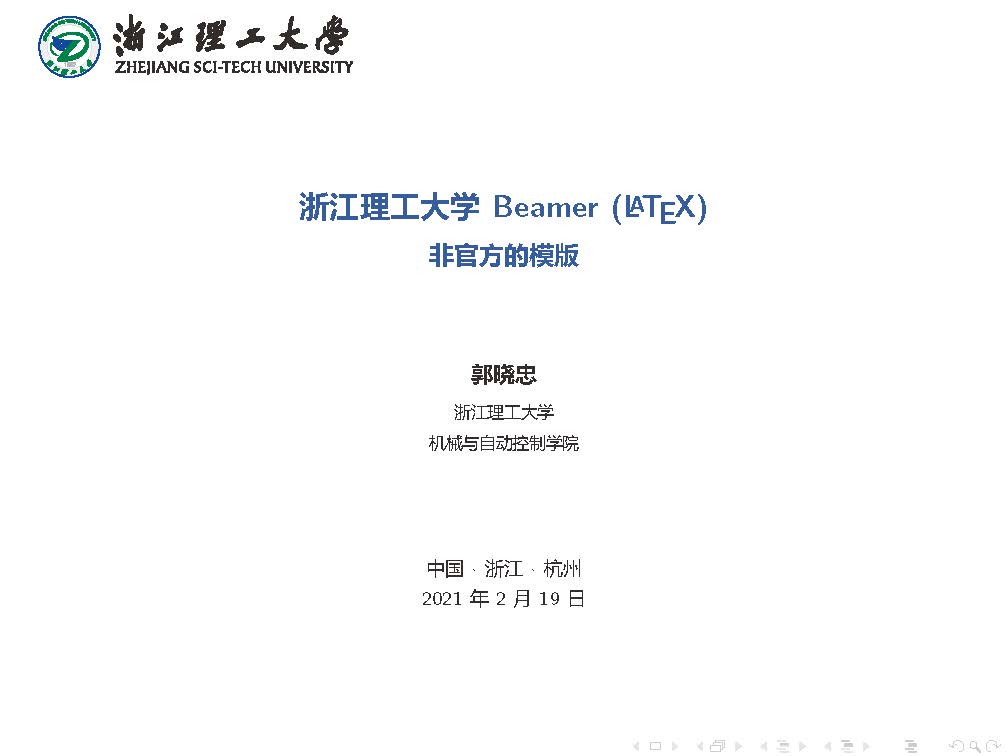 浙江理工大学
ZHEJIANG SCI-TECH UNIVERSITY
浙江理工大学 Beamer (LATEX)
非官方的模版
郭晓忠
浙江理工大学
机械与自动控制学院
中国、浙江、杭州
2021 年 2 月 19 日